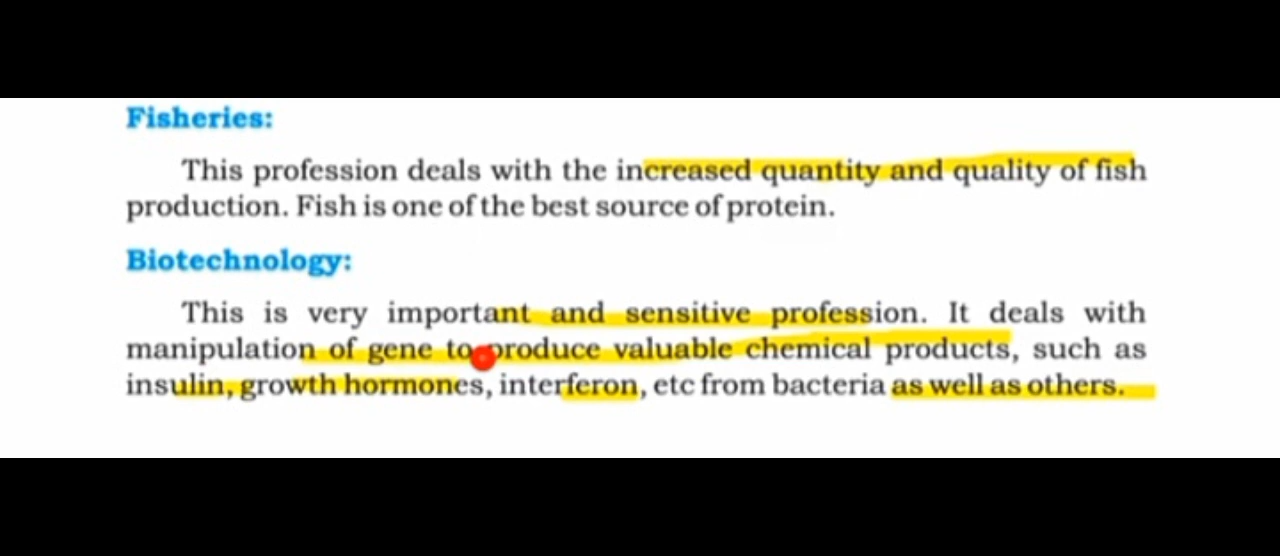 Fisheries:
This profession deals with the increased quantity and quality of fish
production. Fish is one of the best source of protein.
Biotechnology:
This is very important and sensitive profession. It deals with
manipulation of gene to produce valuable chemical products, such as
insulin, growth hormones, interferon, etc from bacteria as well as others.